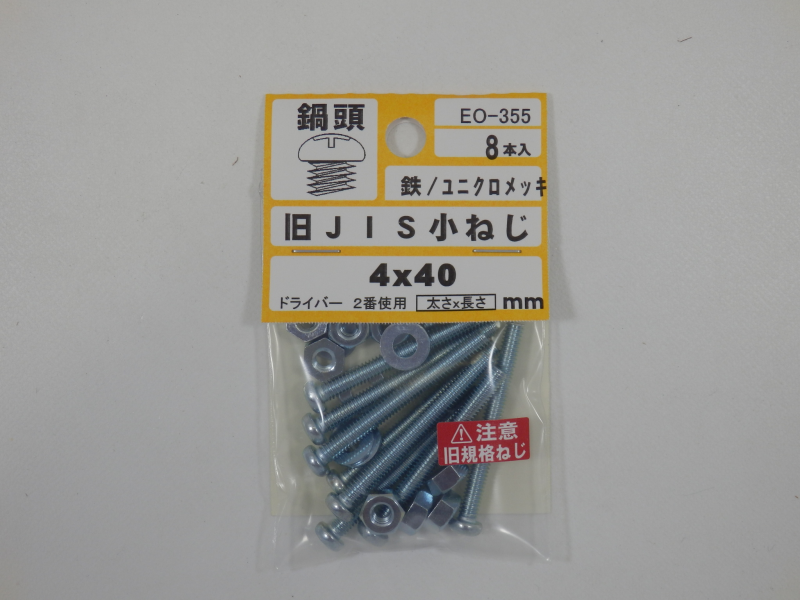 鍋頭
EO-355
8本入
鉄/ユニクロメッキ
旧JIS小ねじ
4x40
ドライバー 2番使用 太さx長さ mm
注意
旧規格ねじ